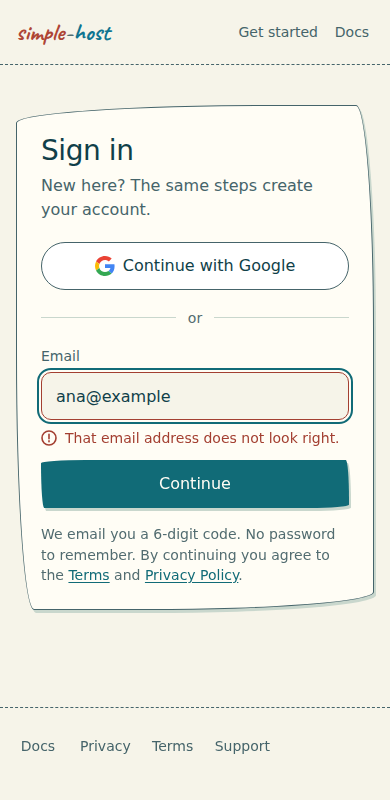 simple-host
Get started Docs
Sign in
New here? The same steps create
your account.
Continue with Google
or
Email
ana@example
That email address does not look right.
Continue
We email you a 6-digit code. No password
to remember. By continuing you agree to
the Terms and Privacy Policy.
Docs Privacy Terms Support